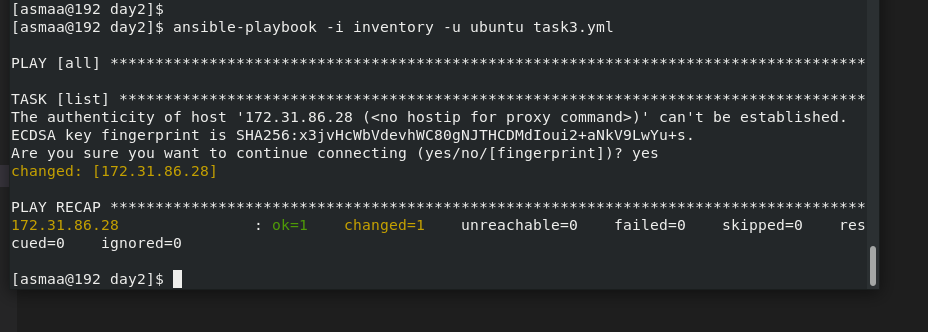 [asmaa@192 day2]$
[asmaa@192 day2]$ ansible-playbook -i inventory -u ubuntu task3.yml
PLAY [all] ************************************************************************************
TASK [list] ***********************************************************************************
The authenticity of host '172.31.86.28 (<no hostip for proxy command>)' can't be established.
ECDSA key fingerprint is SHA256:x3jvHcWbVdevhWC80gNJTHCDMdIoui2+aNkV9LwYu+s.
Are you sure you want to continue connecting (yes/no/[fingerprint])? yes
changed: [172.31.86.28]
PLAY RECAP ************************************************************************************
172.31.86.28               : ok=1    changed=1    unreachable=0    failed=0    skipped=0    res
cued=0    ignored=0
[asmaa@192 day2]$